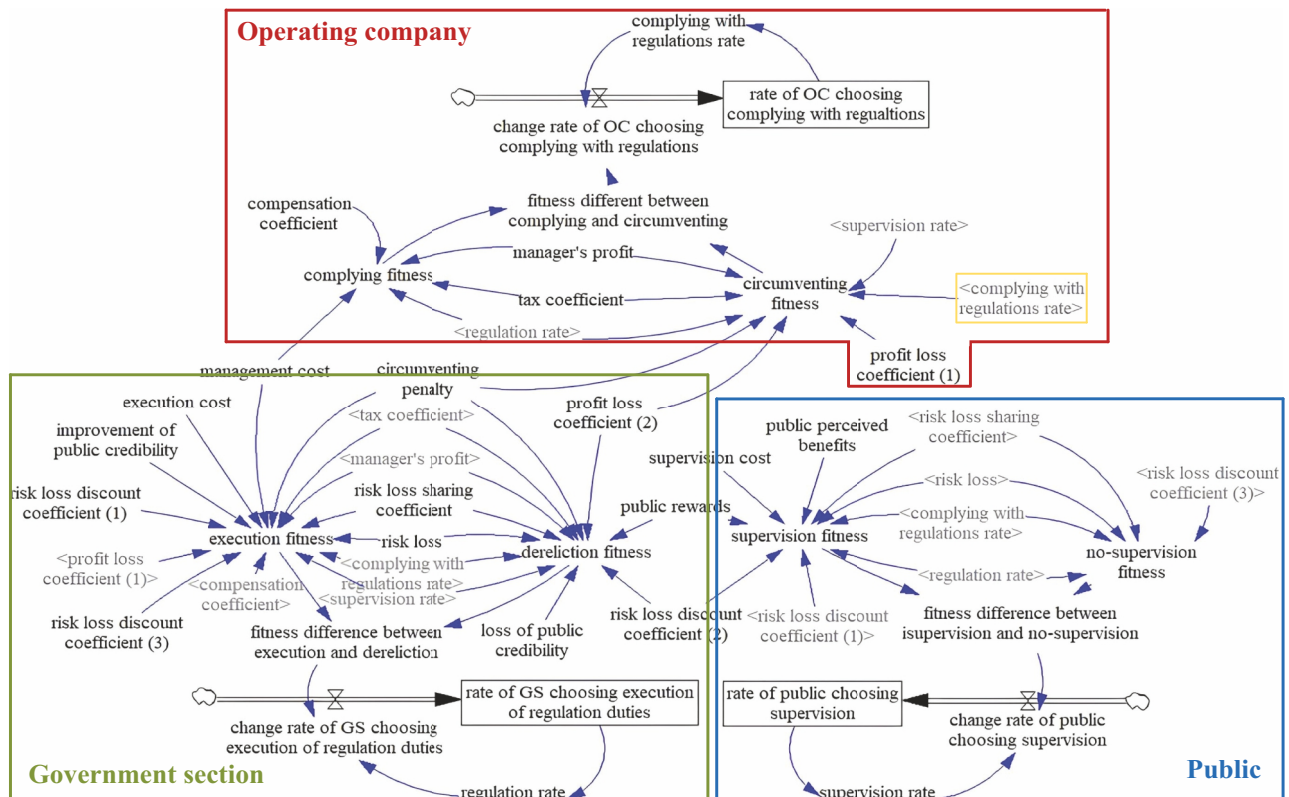 Operating company
complying with
regulations rate
rate of OC choosing
complying with regualtions
change rate of OC choosing
complying with regulations
compensation
coefficient
fitness different between
complying and circumventing
<supervision rate>
manager's profit
complying fitness
circumventing
fitness
tax coefficient
<complying with
regulations rate>
<regulation rate>
profit loss
coefficient (1)
management cost
circumventing
penalty
execution cost
<tax coefficient>
profit loss
coefficient (2)
improvement of
public credibility
<manager's profit>
risk loss discount
coefficient (1)
risk loss sharing
coefficient
public rewards
execution fitness
risk loss
dereliction fitness
<profit loss
coefficient (1)>
<compensation
coefficient>
<complying with
regulations rate>
<supervision rate>
risk loss discount
coefficient (3)
fitness difference between
execution and dereliction
loss of public
credibility
risk loss discount
coefficient (2)
rate of GS choosing execution
of regulation duties
change rate of GS choosing
execution of regulation duties
Government section
regulation rate
public perceived
benefits
<risk loss sharing
coefficient>
supervision cost
<risk loss>
<risk loss discount
coefficient (3)>
<complying with
regulations rate>
supervision fitness
no-supervision
fitness
<regulation rate>
<risk loss discount
coefficient (1)>
fitness difference between
isupervision and no-supervision
rate of public choosing
supervision
change rate of public
choosing supervision
Public
supervision rate